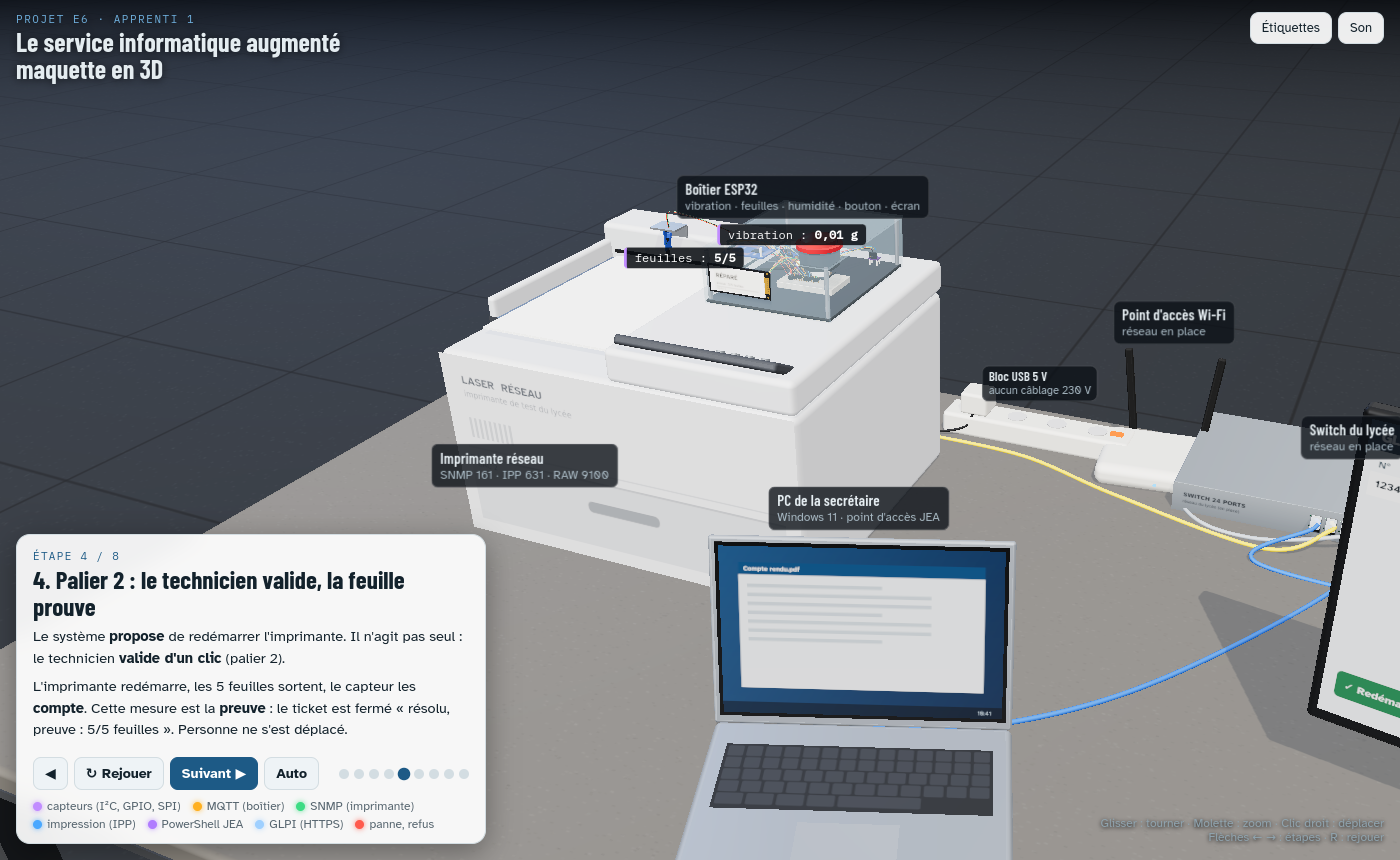 PROJET E6 · APPRENTI 1
Le service informatique augmenté
maquette en 3D
Étiquettes
Son
Boîtier ESP32
vibration · feuilles · humidité · bouton · écran
vibration : 0,01 g
feuilles : 5/5
RÉPARÉ
Point d'accès Wi-Fi
réseau en place
Bloc USB 5 V
aucun câblage 230 V
Switch du lycée
réseau en place
N°
1234
LASER RÉSEAU
Imprimante de test du lycée
Imprimante réseau
SNMP 161 · IPP 631 · RAW 9100
SWITCH 24 PORTS
PC de la secrétaire
Windows 11 · point d'accès JEA
Compte rendu.pdf
✓ Redéma
ÉTAPE 4 / 8
4. Palier 2 : le technicien valide, la feuille
prouve
Le système propose de redémarrer l'imprimante. Il n'agit pas seul :
le technicien valide d'un clic (palier 2).
L'imprimante redémarre, les 5 feuilles sortent, le capteur les
compte. Cette mesure est la preuve : le ticket est fermé « résolu,
preuve : 5/5 feuilles ». Personne ne s'est déplacé.
◀
↻ Rejouer
Suivant ▶
Auto
capteurs (I²C, GPIO, SPI)
MQTT (boîtier)
SNMP (imprimante)
impression (IPP)
PowerShell JEA
GLPI (HTTPS)
panne, refus
Glisser : tourner · Molette : zoom · Clic droit : déplacer
Flèches ← → : étapes · R : rejouer